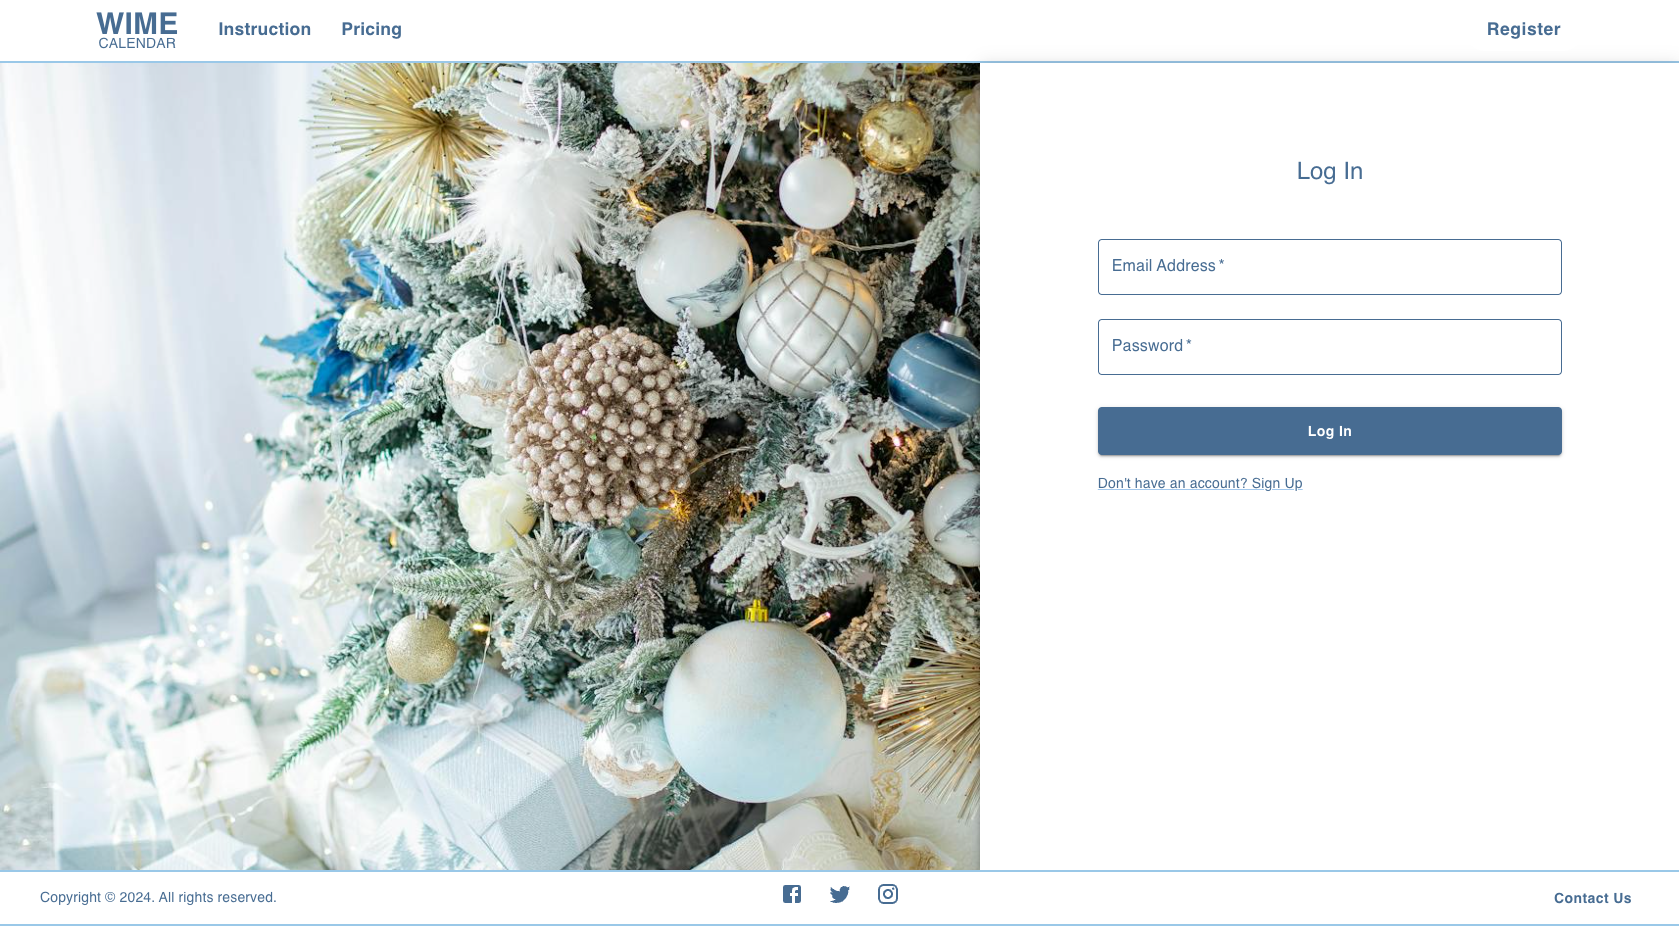 WIME
CALENDAR
Instruction
Pricing
Register
Log In
Email Address *
Password *
Log In
Don't have an account? Sign Up
Copyright © 2024. All rights reserved.
Contact Us